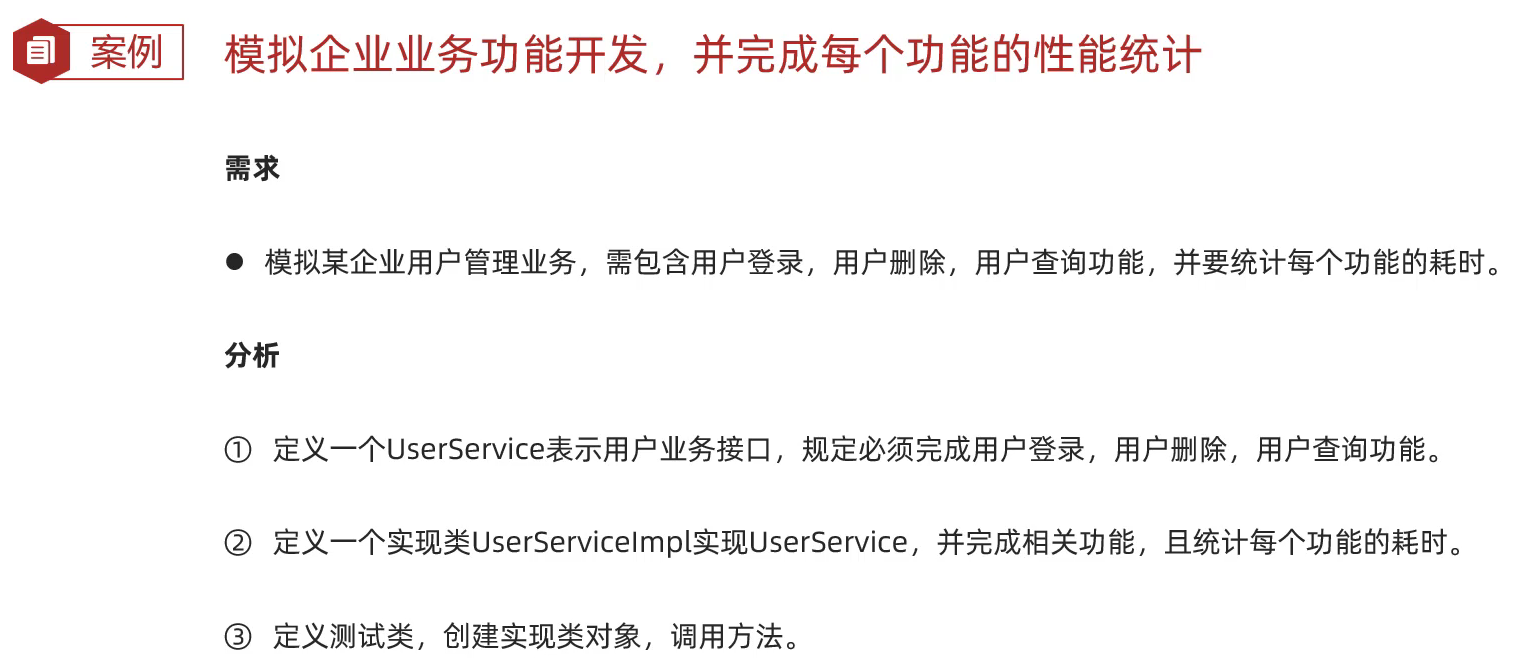 案例
模拟企业业务功能开发，并完成每个功能的性能统计
需求
● 模拟某企业用户管理业务，需包含用户登录，用户删除，用户查询功能，并要统计每个功能的耗时。
分析
① 定义一个UserService表示用户业务接口，规定必须完成用户登录，用户删除，用户查询功能。
② 定义一个实现类UserServiceImpl实现UserService，并完成相关功能，且统计每个功能的耗时。
③ 定义测试类，创建实现类对象，调用方法。